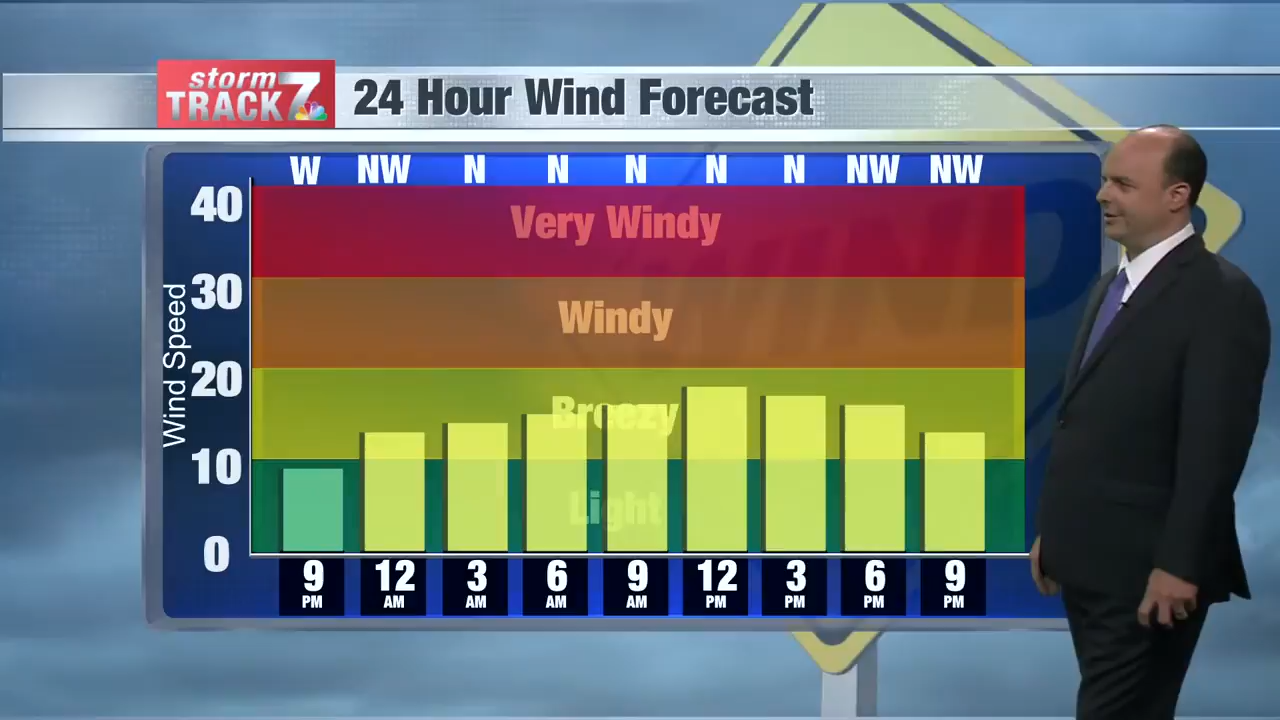 storm
TRACK 7
24 Hour Wind Forecast
W NW N N N N N NW NW
40
30
20
10
0
Wind Speed
Very Windy
Windy
Breezy
Light
9 12 3 6 9 12 3 6 9
PM AM AM AM AM PM PM PM PM
WIND